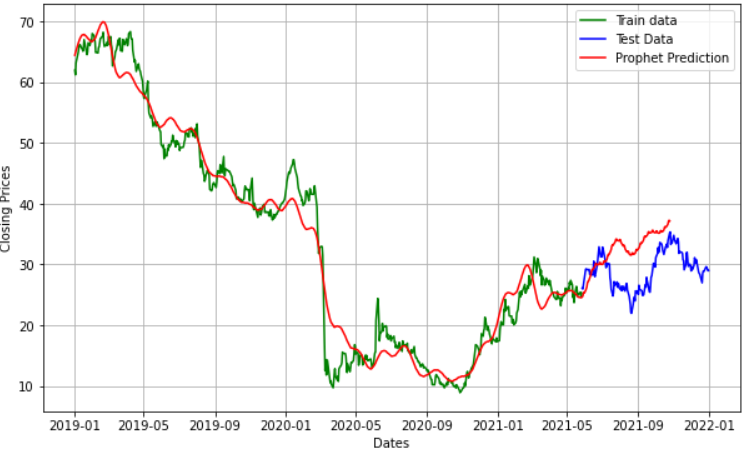 70
60
50
40
30
20
10
Closing Prices
Train data
Test Data
Prophet Prediction
2019-01 2019-05 2019-09 2020-01 2020-05 2020-09 2021-01 2021-05 2021-09 2022-01
Dates